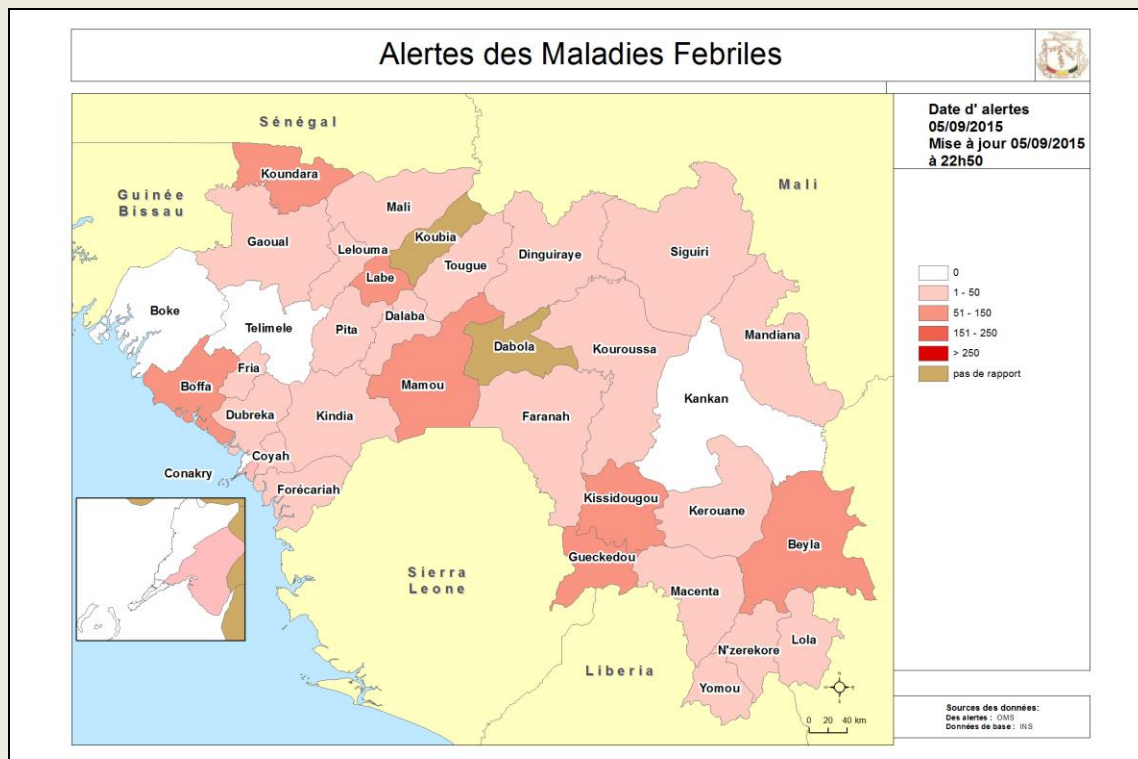 Alertes des Maladies Febriles
Date d' alertes
05/09/2015
Mise à jour 05/09/2015
à 22h50
0
1 - 50
51 - 150
151 - 250
> 250
pas de rapport
Sénégal
Guinée
Bissau
Mali
Koundara
Mali
Koubia
Gaoual
Lelouma
Labe
Tougue
Dinguiraye
Siguiri
Boke
Telimele
Pita
Dalaba
Dabola
Kouroussa
Mandiana
Fria
Boffa
Mamou
Kankan
Dubreka
Kindia
Faranah
Coyah
Conakry
Forécariah
Kissidougou
Kerouane
Gueckedou
Beyla
Sierra
Leone
Macenta
N'zerekore
Lola
Liberia
Yomou
0 20 40 km
Sources des données:
Des alertes : OMS
Données de base : INS